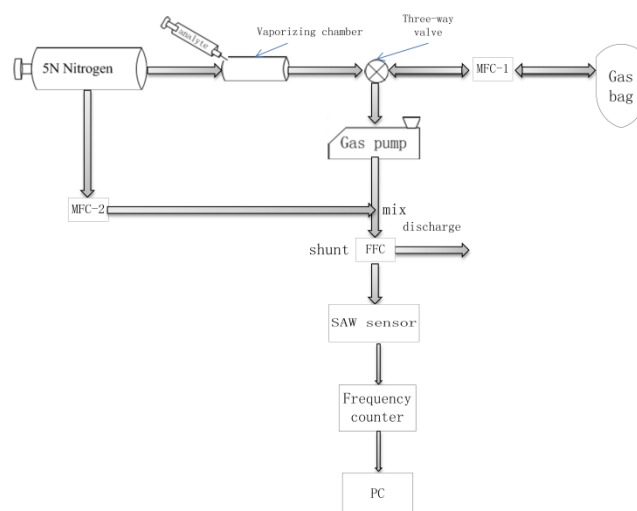 Three-way
valve
Vaporizing chamber
analyte
5N Nitrogen
MFC-1
Gas
bag
Gas pump
MFC-2
mix
discharge
shunt
FFC
SAW sensor
Frequency
counter
PC